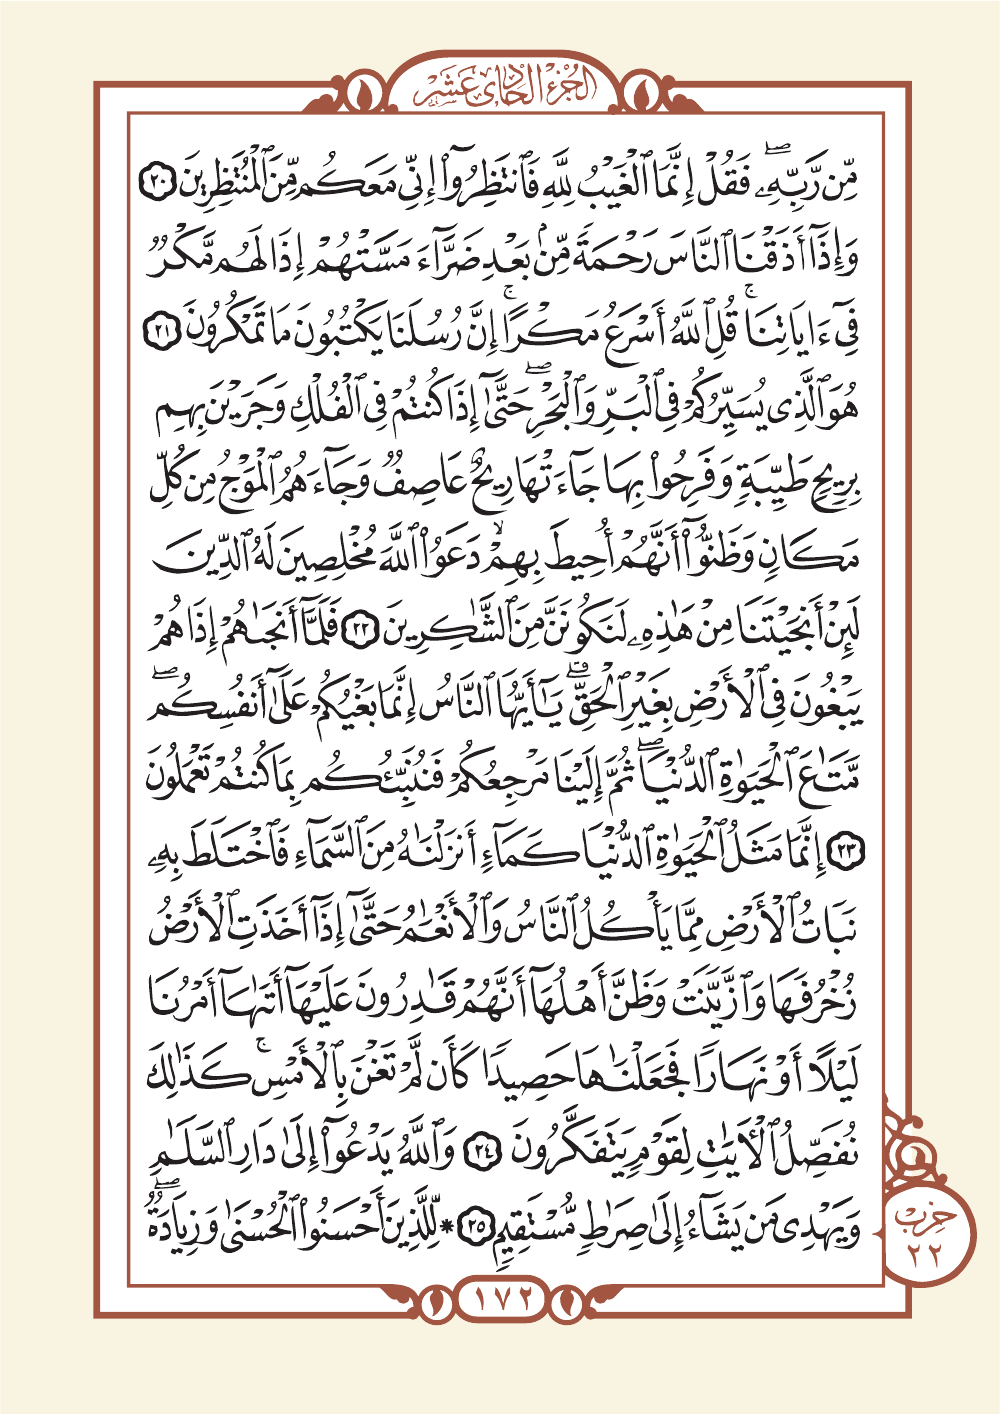 الجُزْءُ الحَادِى عَشَر
مِّن رَّبِّهِۦۖ فَقُلْ إِنَّمَا ٱلْغَيْبُ لِلَّهِ فَٱنتَظِرُوٓا۟ إِنِّى مَعَكُم مِّنَ ٱلْمُنتَظِرِينَ ٢٠
وَإِذَآ أَذَقْنَا ٱلنَّاسَ رَحْمَةً مِّنۢ بَعْدِ ضَرَّآءَ مَسَّتْهُمْ إِذَا لَهُم مَّكْرٌ
فِىٓ ءَايَاتِنَاۚ قُلِ ٱللَّهُ أَسْرَعُ مَكْرًاۚ إِنَّ رُسُلَنَا يَكْتُبُونَ مَا تَمْكُرُونَ ٢١
هُوَ ٱلَّذِى يُسَيِّرُكُمْ فِى ٱلْبَرِّ وَٱلْبَحْرِۖ حَتَّىٰٓ إِذَا كُنتُمْ فِى ٱلْفُلْكِ وَجَرَيْنَ بِهِم
بِرِيحٍ طَيِّبَةٍ وَفَرِحُوا۟ بِهَا جَآءَتْهَا رِيحٌ عَاصِفٌ وَجَآءَهُمُ ٱلْمَوْجُ مِن كُلِّ
مَكَانٍ وَظَنُّوٓا۟ أَنَّهُمْ أُحِيطَ بِهِمْۙ دَعَوُا۟ ٱللَّهَ مُخْلِصِينَ لَهُ ٱلدِّينَ
لَئِنْ أَنجَيْتَنَا مِنْ هَٰذِهِۦ لَنَكُونَنَّ مِنَ ٱلشَّٰكِرِينَ ٢٢ فَلَمَّآ أَنجَىٰهُمْ إِذَا هُمْ
يَبْغُونَ فِى ٱلْأَرْضِ بِغَيْرِ ٱلْحَقِّۗ يَٰٓأَيُّهَا ٱلنَّاسُ إِنَّمَا بَغْيُكُمْ عَلَىٰٓ أَنفُسِكُمۖ
مَّتَٰعَ ٱلْحَيَوٰةِ ٱلدُّنْيَاۖ ثُمَّ إِلَيْنَا مَرْجِعُكُمْ فَنُنَبِّئُكُم بِمَا كُنتُمْ تَعْمَلُونَ
٢٣ إِنَّمَا مَثَلُ ٱلْحَيَوٰةِ ٱلدُّنْيَا كَمَآءٍ أَنزَلْنَٰهُ مِنَ ٱلسَّمَآءِ فَٱخْتَلَطَ بِهِۦ
نَبَاتُ ٱلْأَرْضِ مِمَّا يَأْكُلُ ٱلنَّاسُ وَٱلْأَنْعَٰمُ حَتَّىٰٓ إِذَآ أَخَذَتِ ٱلْأَرْضُ
زُخْرُفَهَا وَٱزَّيَّنَتْ وَظَنَّ أَهْلُهَآ أَنَّهُمْ قَٰدِرُونَ عَلَيْهَآ أَتَىٰهَآ أَمْرُنَا
لَيْلًا أَوْ نَهَارًا فَجَعَلْنَٰهَا حَصِيدًا كَأَن لَّمْ تَغْنَ بِٱلْأَمْسِۚ كَذَٰلِكَ
نُفَصِّلُ ٱلْءَايَٰتِ لِقَوْمٍ يَتَفَكَّرُونَ ٢٤ وَٱللَّهُ يَدْعُوٓا۟ إِلَىٰ دَارِ ٱلسَّلَٰمِ
وَيَهْدِى مَن يَشَآءُ إِلَىٰ صِرَٰطٍ مُّسْتَقِيمٍ ٢٥ * لِّلَّذِينَ أَحْسَنُوا۟ ٱلْحُسْنَىٰ وَزِيَادَةٌۖ
حِزْب
٢٢
١٧٢